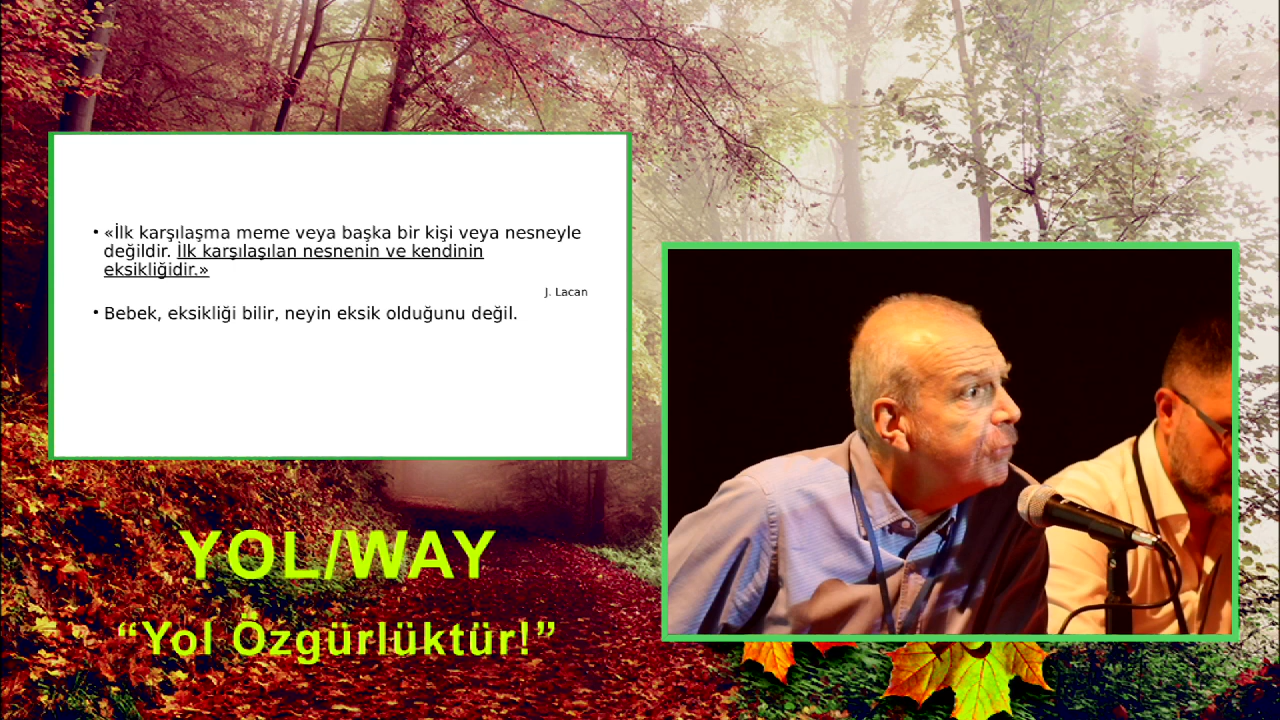 • «İlk karşılaşma meme veya başka bir kişi veya nesneyle
değildir. İlk karşılaşılan nesnenin ve kendinin
eksikliğidir.»
J. Lacan
• Bebek, eksikliği bilir, neyin eksik olduğunu değil.
YOL/WAY
“Yol Özgürlüktür!”